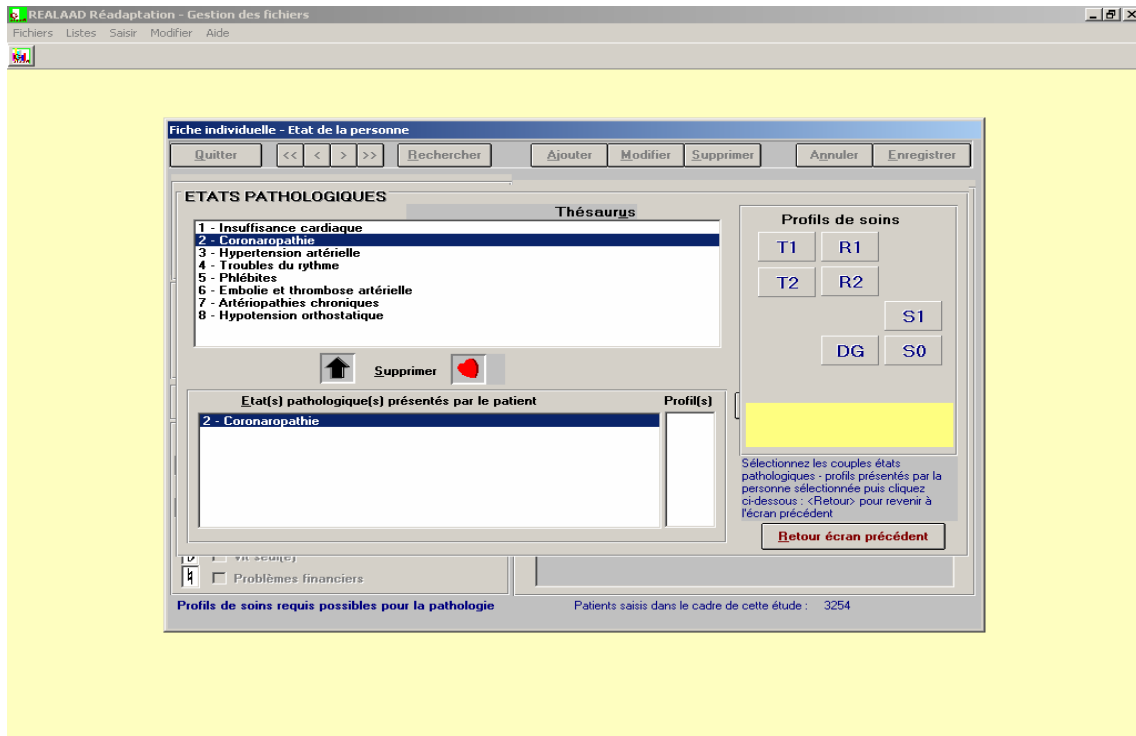 REALAAD Réadaptation - Gestion des fichiers
Fichiers Listes Saisir Modifier Aide
Fiche individuelle - Etat de la personne
Quitter << < > >> Rechercher Ajouter Modifier Supprimer Annuler Enregistrer
ETATS PATHOLOGIQUES
Thésaurus
1 - Insuffisance cardiaque
2 - Coronaropathie
3 - Hypertension artérielle
4 - Troubles du rythme
5 - Phlébites
6 - Embolie et thrombose artérielle
7 - Artériopathies chroniques
8 - Hypotension orthostatique
Supprimer
Etat(s) pathologique(s) présentés par le patient Profil(s)
2 - Coronaropathie
Profils de soins
T1 R1
T2 R2
S1
DG S0
Sélectionnez les couples états
pathologiques - profils présentés par la
personne sélectionnée puis cliquez
ci-dessous : <Retour> pour revenir à
l'écran précédent
Retour écran précédent
Vit seul(e)
Problèmes financiers
Profils de soins requis possibles pour la pathologie Patients saisis dans le cadre de cette étude : 3254